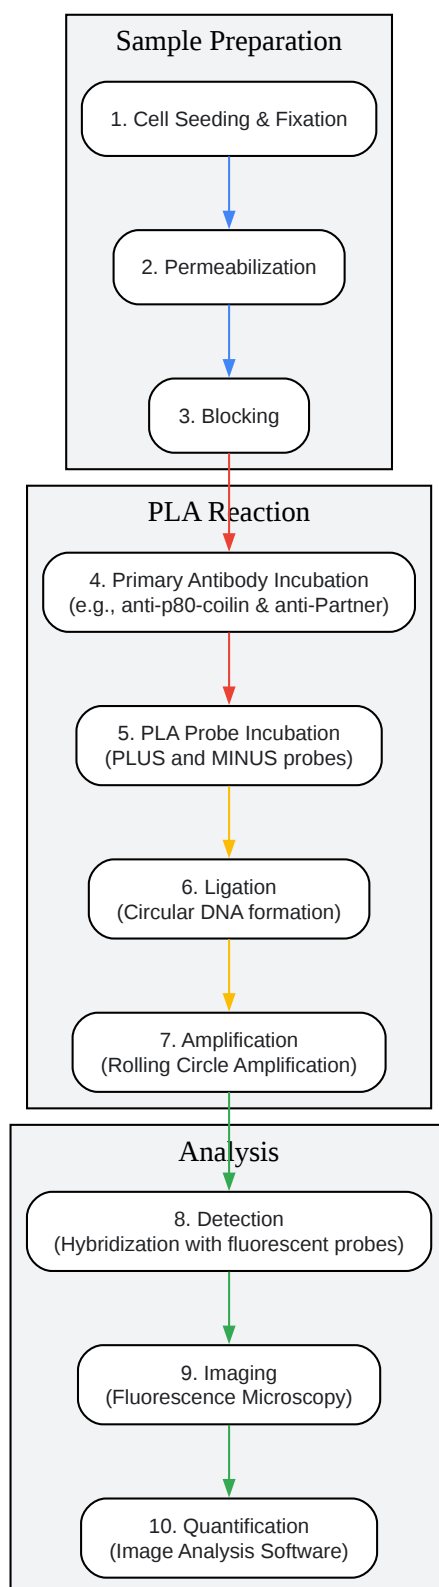 Sample Preparation
1. Cell Seeding & Fixation
2. Permeabilization
3. Blocking
PLA Reaction
4. Primary Antibody Incubation
(e.g., anti-p80-coilin & anti-Partner)
5. PLA Probe Incubation
(PLUS and MINUS probes)
6. Ligation
(Circular DNA formation)
7. Amplification
(Rolling Circle Amplification)
Analysis
8. Detection
(Hybridization with fluorescent probes)
9. Imaging
(Fluorescence Microscopy)
10. Quantification
(Image Analysis Software)